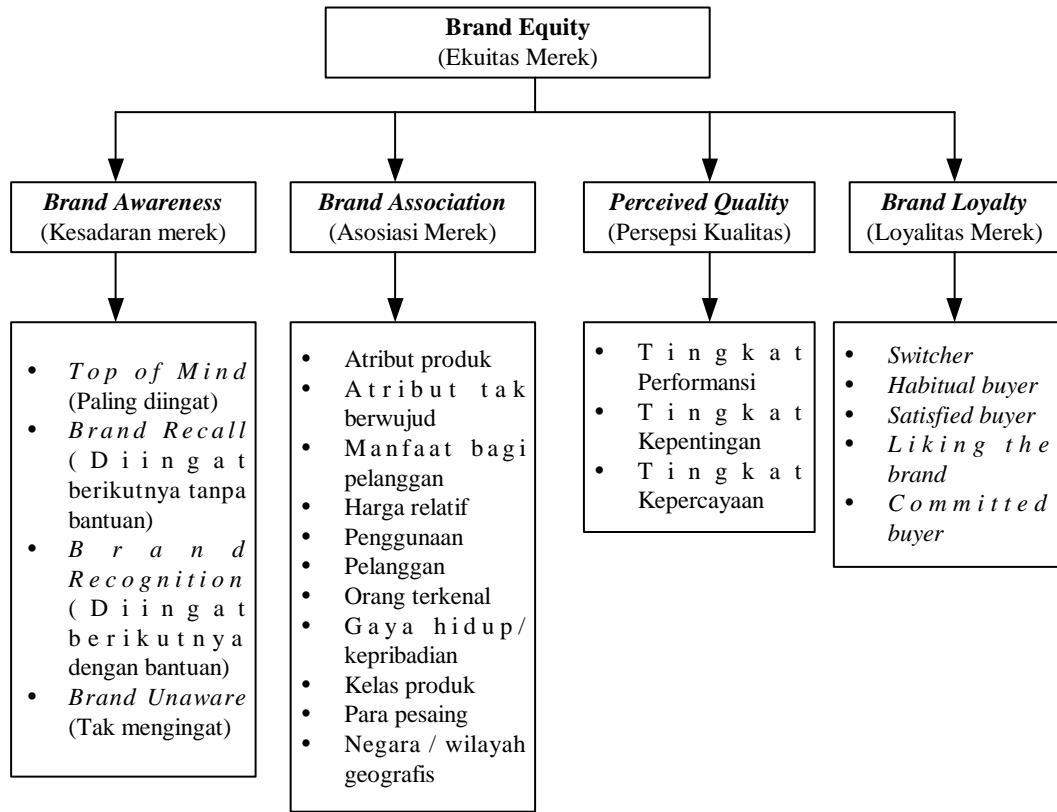 Brand Equity
(Ekuitas Merek)
Brand Awareness
(Kesadaran merek)
Brand Association
(Asosiasi Merek)
Perceived Quality
(Persepsi Kualitas)
Brand Loyalty
(Loyalitas Merek)
• Top of Mind
(Paling diingat)
• Brand Recall
( Diingat
berikutnya tanpa
bantuan)
• Brand
Recognition
( Diingat
berikutnya
dengan bantuan)
• Brand Unaware
(Tak mengingat)
• Atribut produk
• Atribut tak
berwujud
• Manfaat bagi
pelanggan
• Harga relatif
• Penggunaan
• Pelanggan
• Orang terkenal
• Gaya hidup /
kepribadian
• Kelas produk
• Para pesaing
• Negara / wilayah
geografis
• Tingkat
Performansi
• Tingkat
Kepentingan
• Tingkat
Kepercayaan
• Switcher
• Habitual buyer
• Satisfied buyer
• Liking the
brand
• Committed
buyer